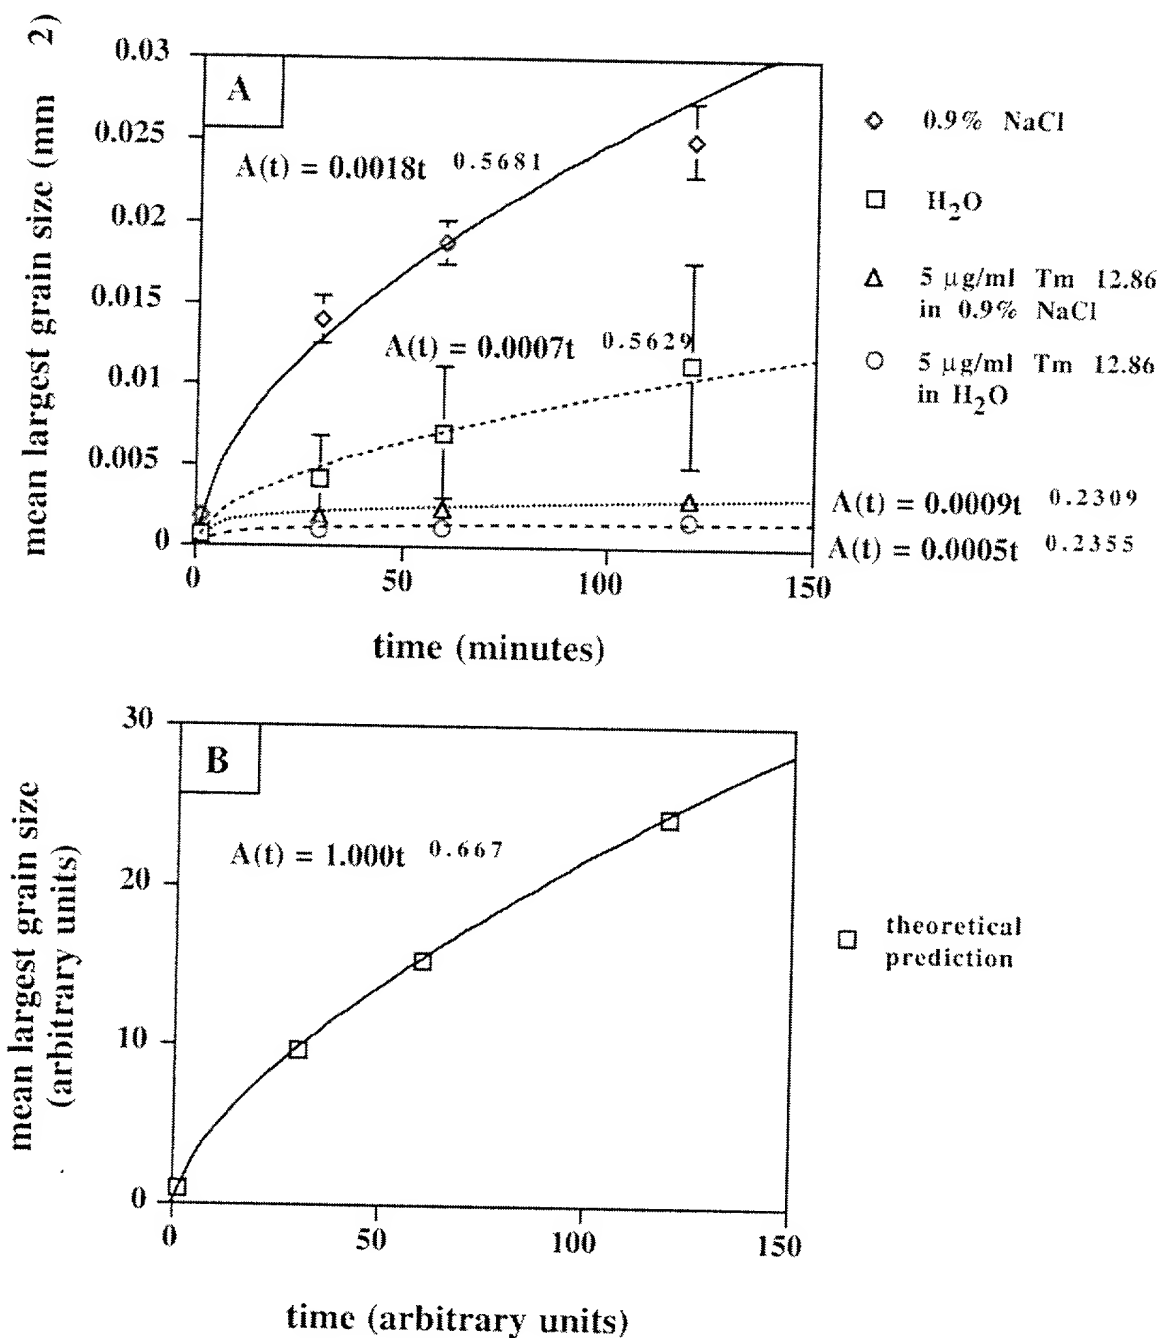 mean largest grain size (mm 2)
0.03
0.025
0.02
0.015
0.01
0.005
0
A
A(t) = 0.0018t 0.5681
A(t) = 0.0007t 0.5629
A(t) = 0.0009t 0.2309
A(t) = 0.0005t 0.2355
0.9% NaCl
H2O
5 µg/ml Tm 12.86
in 0.9% NaCl
5 µg/ml Tm 12.86
in H2O
0 50 100 150
time (minutes)
mean largest grain size
(arbitrary units)
30
20
10
0
B
A(t) = 1.000t 0.667
theoretical
prediction
0 50 100 150
time (arbitrary units)